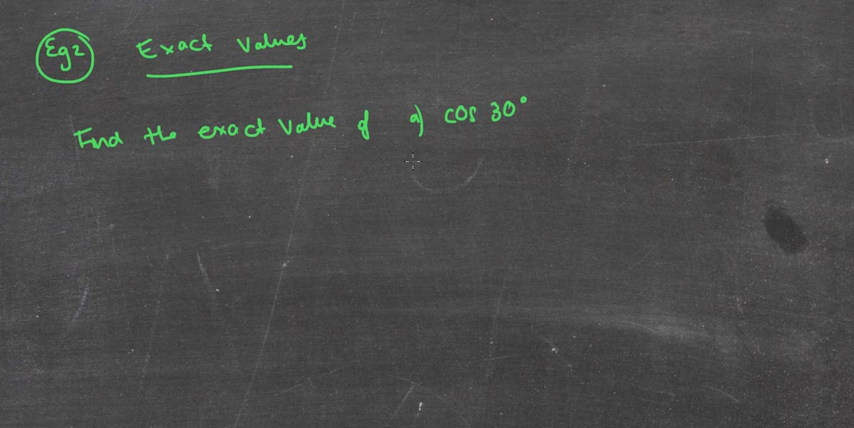 Eg2 Exact Values
Find the exact value of a) cos 30°